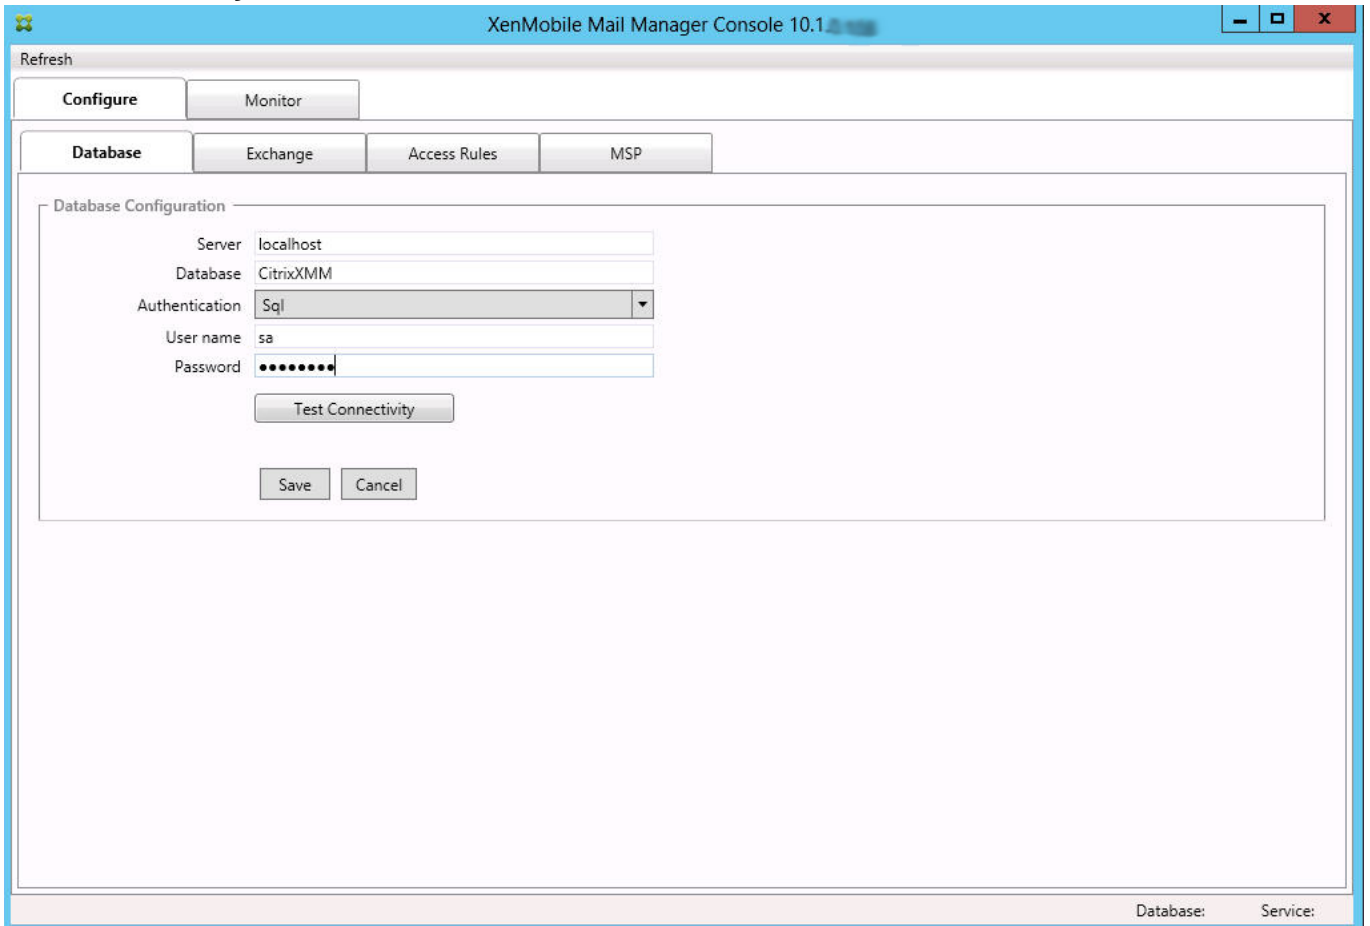 XenMobile Mail Manager Console 10.1
Refresh
Configure Monitor
Database Exchange Access Rules MSP
Database Configuration
Server localhost
Database CitrixXMM
Authentication Sql
User name sa
Password ●●●●●●●●
Test Connectivity
Save Cancel
Database: Service: